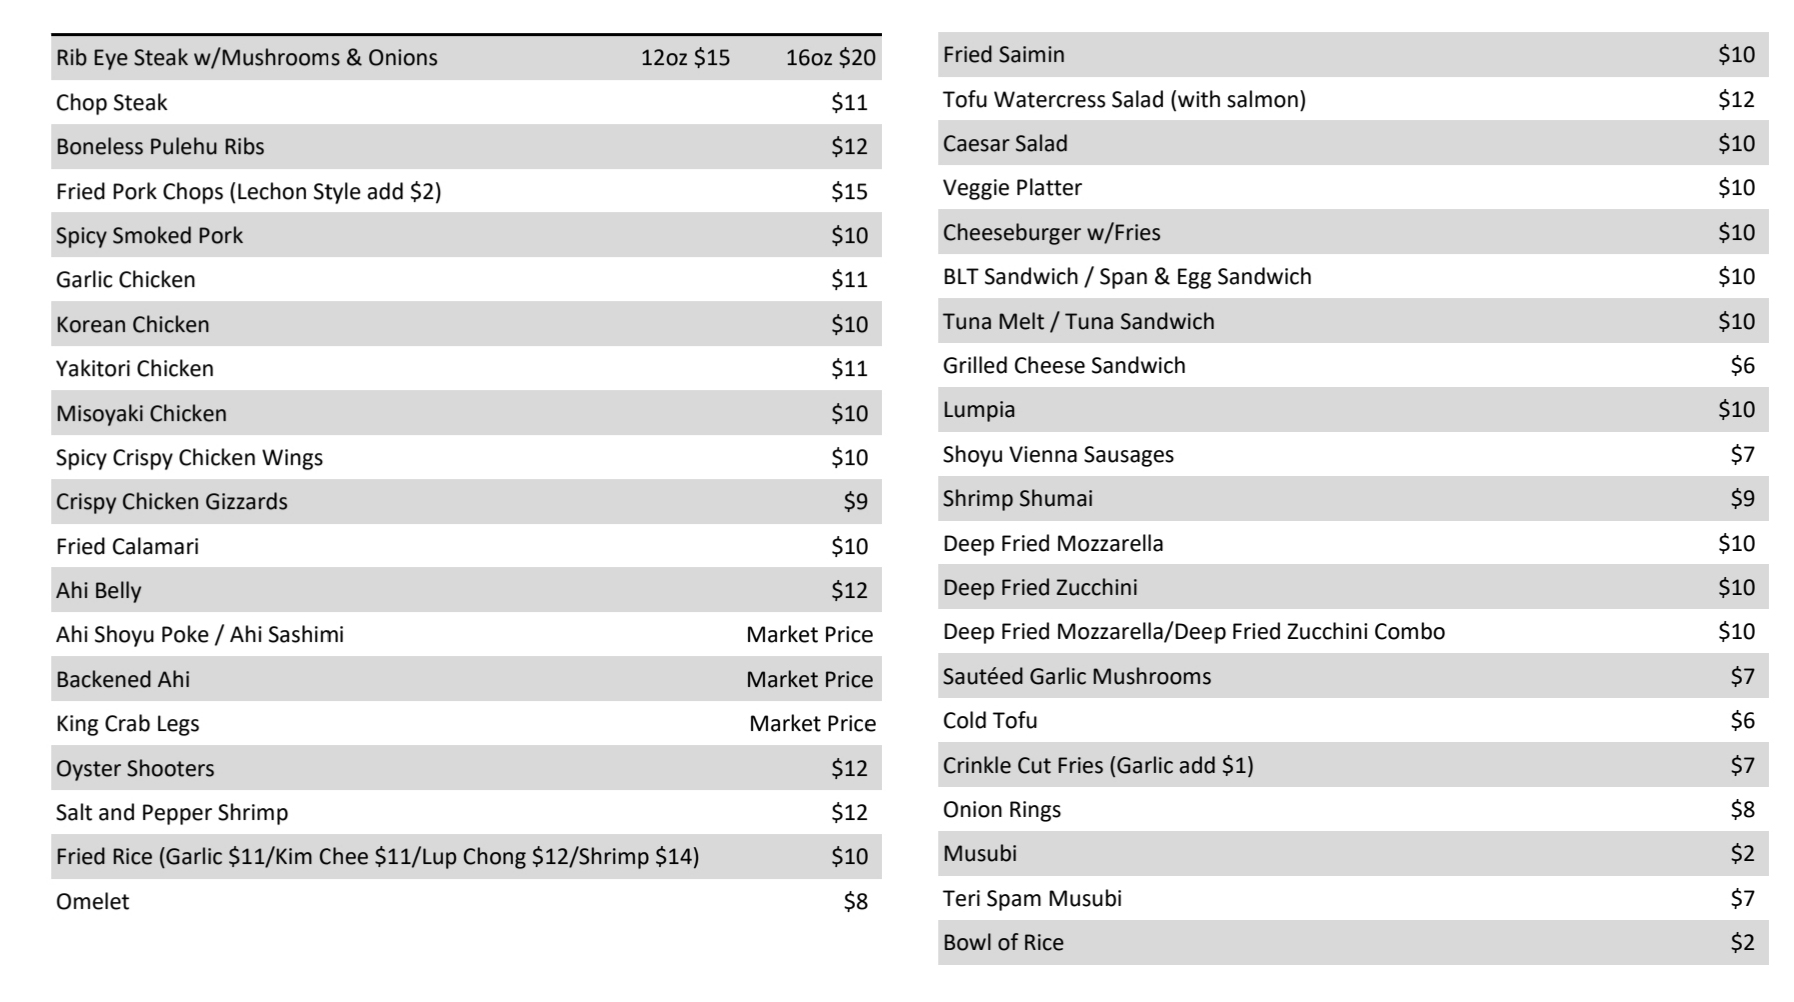 Rib Eye Steak w/Mushrooms & Onions 12oz $15 16oz $20
Chop Steak $11
Boneless Pulehu Ribs $12
Fried Pork Chops (Lechon Style add $2) $15
Spicy Smoked Pork $10
Garlic Chicken $11
Korean Chicken $10
Yakitori Chicken $11
Misoyaki Chicken $10
Spicy Crispy Chicken Wings $10
Crispy Chicken Gizzards $9
Fried Calamari $10
Ahi Belly $12
Ahi Shoyu Poke / Ahi Sashimi Market Price
Backened Ahi Market Price
King Crab Legs Market Price
Oyster Shooters $12
Salt and Pepper Shrimp $12
Fried Rice (Garlic $11/Kim Chee $11/Lup Chong $12/Shrimp $14) $10
Omelet $8
Fried Saimin $10
Tofu Watercress Salad (with salmon) $12
Caesar Salad $10
Veggie Platter $10
Cheeseburger w/Fries $10
BLT Sandwich / Span & Egg Sandwich $10
Tuna Melt / Tuna Sandwich $10
Grilled Cheese Sandwich $6
Lumpia $10
Shoyu Vienna Sausages $7
Shrimp Shumai $9
Deep Fried Mozzarella $10
Deep Fried Zucchini $10
Deep Fried Mozzarella/Deep Fried Zucchini Combo $10
Sautéed Garlic Mushrooms $7
Cold Tofu $6
Crinkle Cut Fries (Garlic add $1) $7
Onion Rings $8
Musubi $2
Teri Spam Musubi $7
Bowl of Rice $2